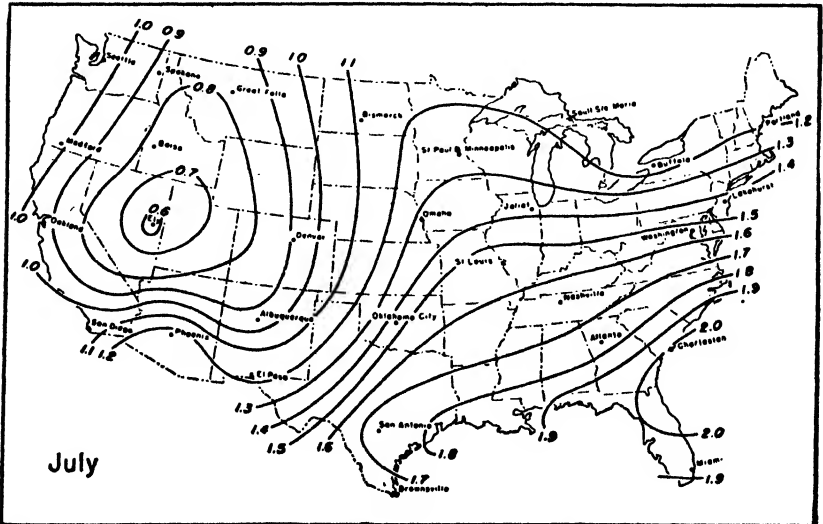 1.0 0.9
0.9 1.0 1.1
Seattle
Spokane
0.8
Great Falls
Bismarck
Sault Ste Marie
Portland
1.2
Medford
Boise
St Paul Minneapolis
Buffalo
1.3
1.4
0.7
Lakehurst
0.6
Ely
Omaha
Joliet
1.0
Oakland
Denver
Washington
1.5
1.6
1.0
St Louis
1.7
1.8
Nashville
1.9
San Diego
Phoenix
Albuquerque
Oklahoma City
Atlanta
2.0
Charleston
1.1 1.2
El Paso
1.3
1.4
1.5
1.6
San Antonio
1.8
1.9
2.0
July
1.7
Brownsville
Miami
1.9